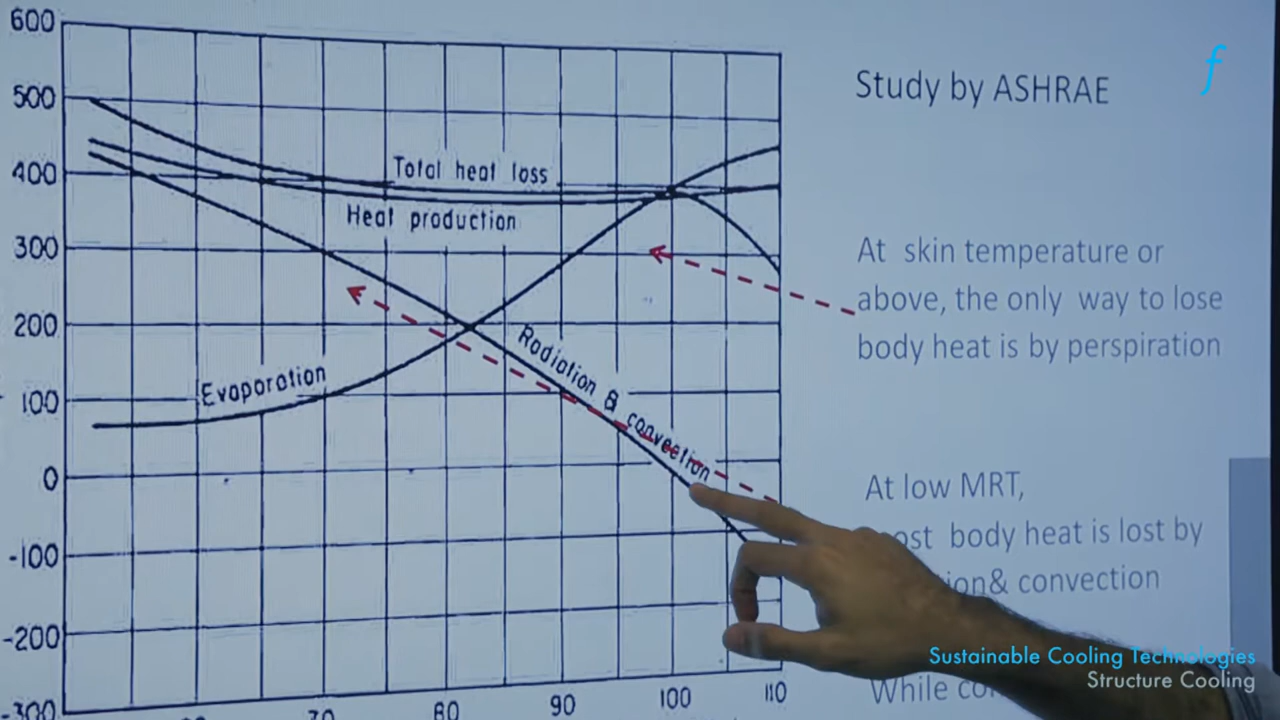 600
500
400
300
200
100
0
-100
-200
-300
70
80
90
100
110
Total heat loss
Heat production
Evaporation
Radiation & convection
Study by ASHRAE
f
At skin temperature or
above, the only way to lose
body heat is by perspiration
At low MRT,
body heat is lost by
& convection
While
Sustainable Cooling Technologies
Structure Cooling